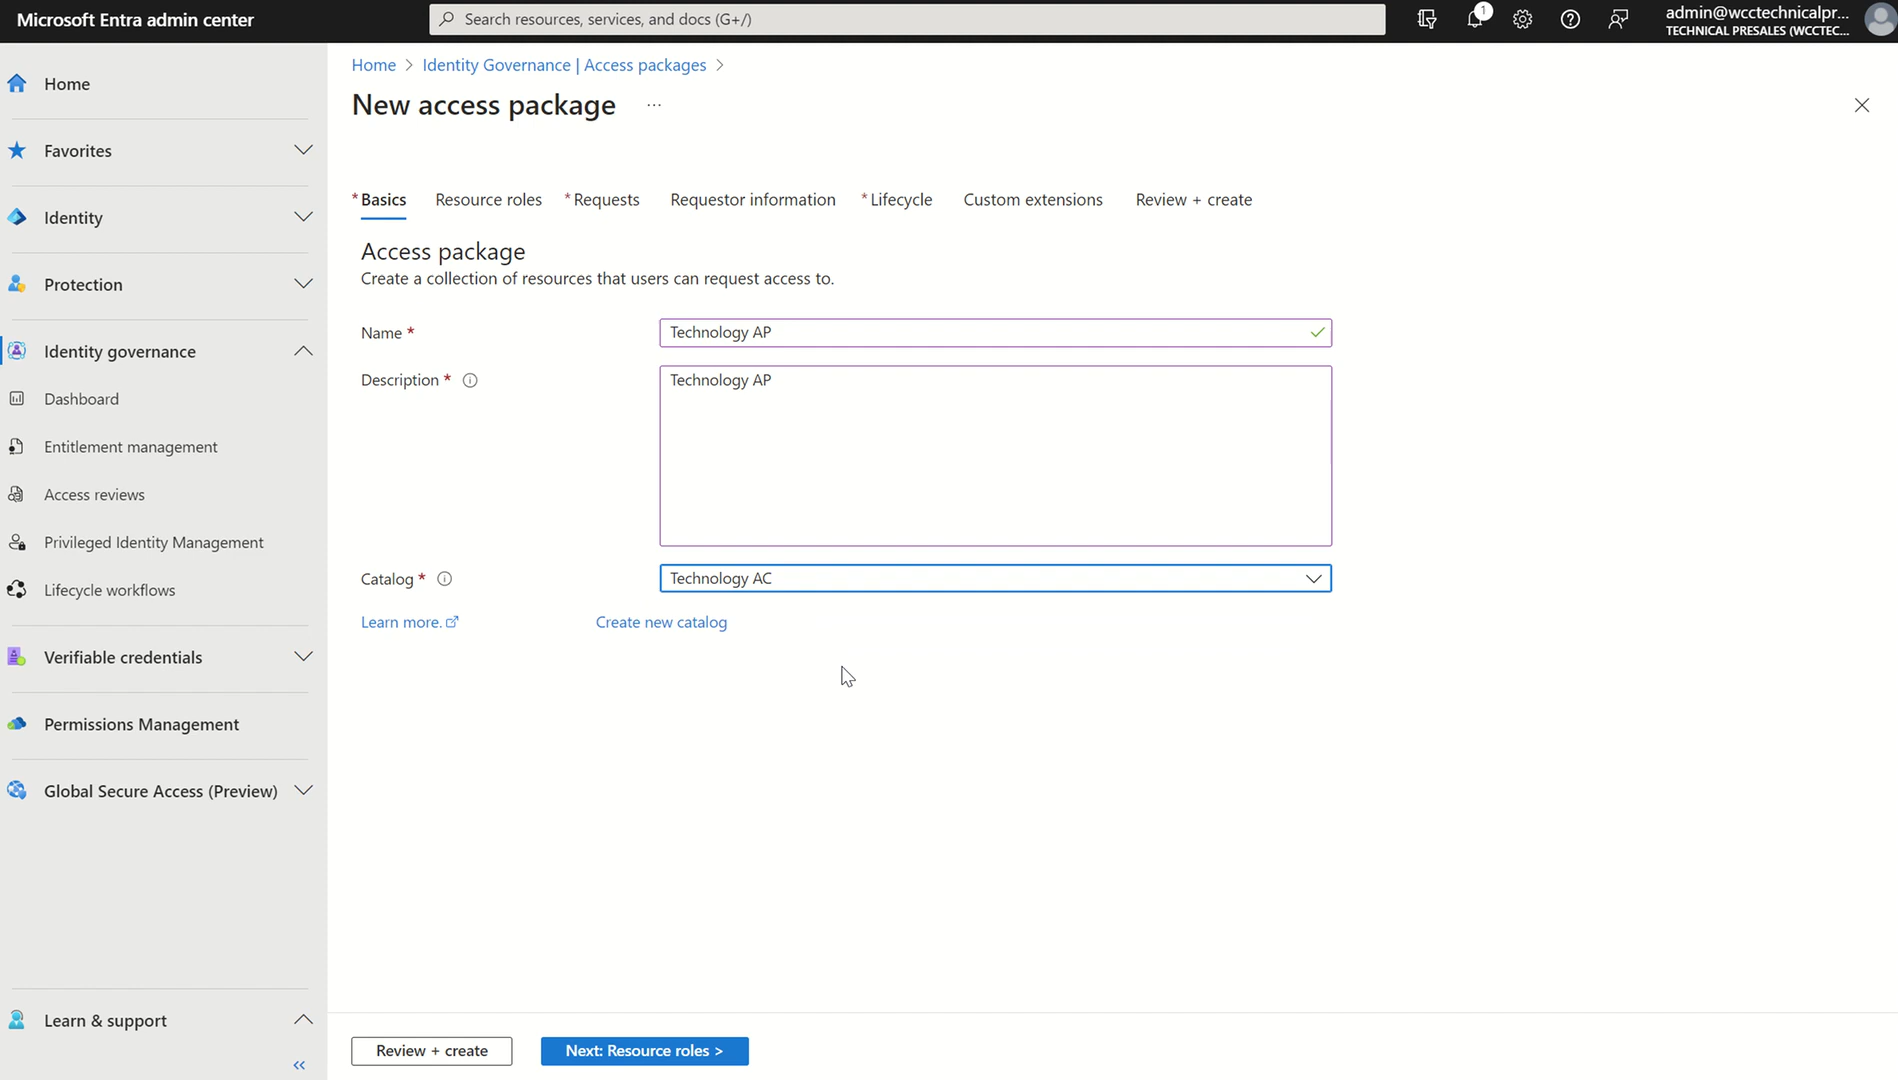 Microsoft Entra admin center
Search resources, services, and docs (G+/)
1
admin@wcctechnicalpr...
TECHNICAL PRESALES (WCCTEC...
Home
Favorites
Identity
Protection
Identity governance
Dashboard
Entitlement management
Access reviews
Privileged Identity Management
Lifecycle workflows
Verifiable credentials
Permissions Management
Global Secure Access (Preview)
Learn & support
Home > Identity Governance | Access packages >
New access package ...
* Basics Resource roles * Requests Requestor information * Lifecycle Custom extensions Review + create
Access package
Create a collection of resources that users can request access to.
Name * Technology AP
Description * Technology AP
Catalog * Technology AC
Learn more. Create new catalog
Review + create Next: Resource roles >